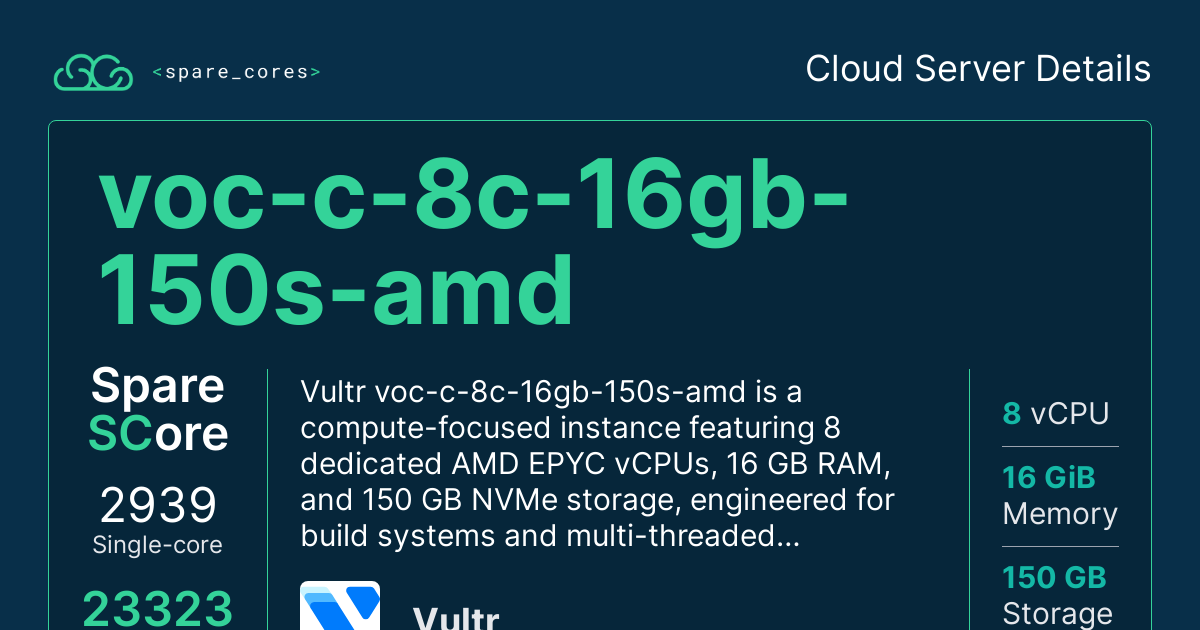 <spare_cores>
Cloud Server Details
voc-c-8c-16gb-
150s-amd
Spare
SCore
2939
Single-core
23323
Vultr voc-c-8c-16gb-150s-amd is a
compute-focused instance featuring 8
dedicated AMD EPYC vCPUs, 16 GB RAM,
and 150 GB NVMe storage, engineered for
build systems and multi-threaded...
Vultr
8 vCPU
16 GiB
Memory
150 GB
Storage